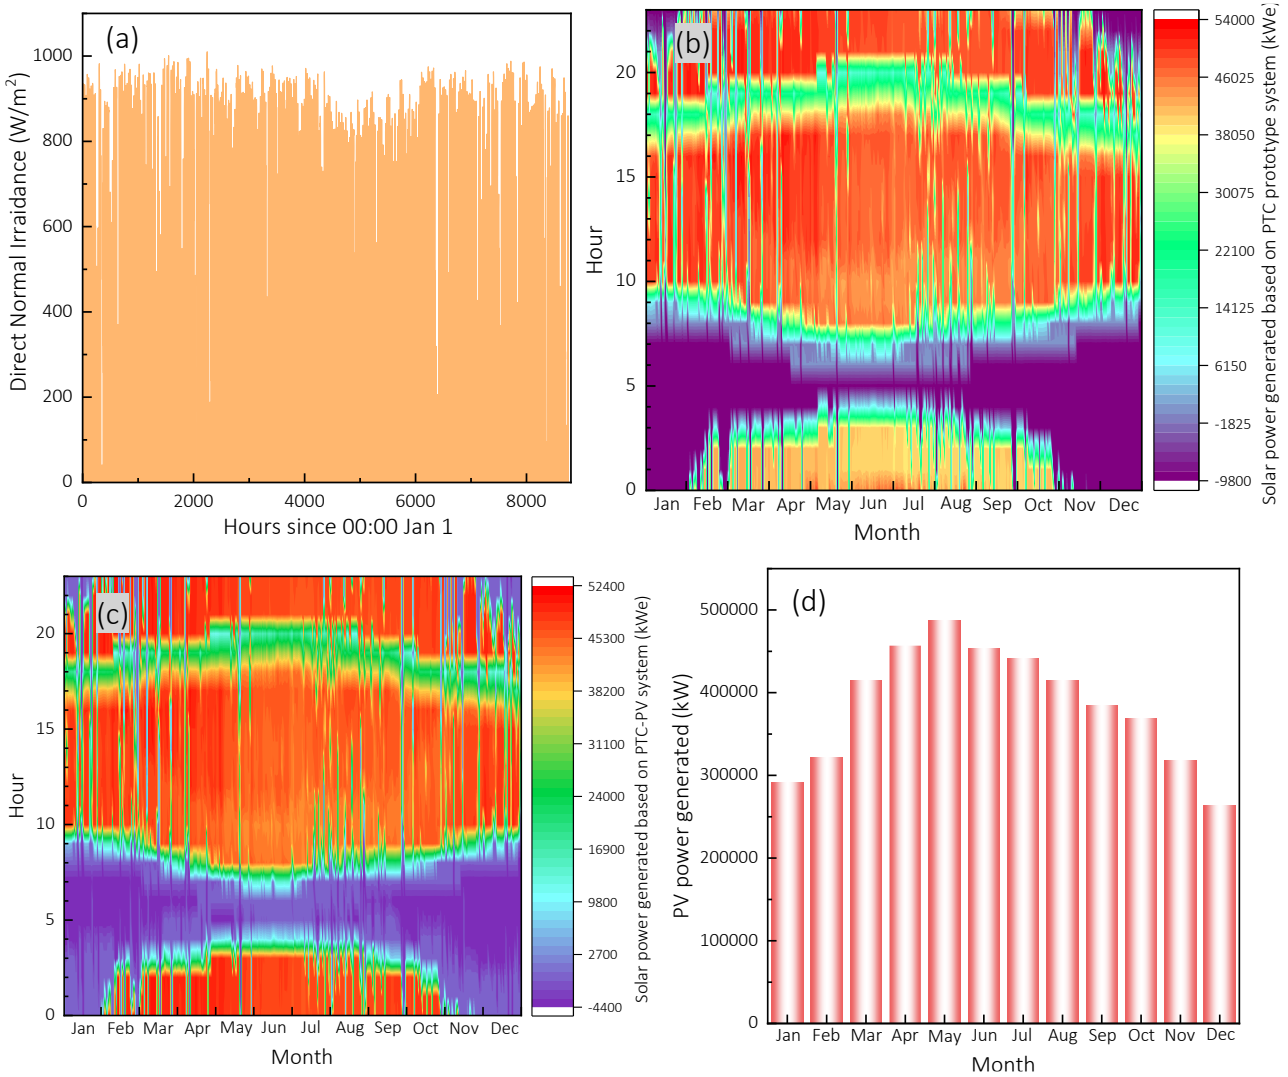 (a)
Direct Normal Irraidance (W/m²)
1000
800
600
400
200
0
0 2000 4000 6000 8000
Hours since 00:00 Jan 1
(b)
Hour
20
15
10
5
0
Jan Feb Mar Apr May Jun Jul Aug Sep Oct Nov Dec
Month
54000
46025
38050
30075
22100
14125
6150
-1825
-9800
Solar power generated based on PTC prototype system (kWe)
(c)
Hour
20
15
10
5
0
Jan Feb Mar Apr May Jun Jul Aug Sep Oct Nov Dec
Month
52400
45300
38200
31100
24000
16900
9800
2700
-4400
Solar power generated based on PTC-PV system (kWe)
(d)
PV power generated (kW)
500000
400000
300000
200000
100000
0
Jan Feb Mar Apr May Jun Jul Aug Sep Oct Nov Dec
Month